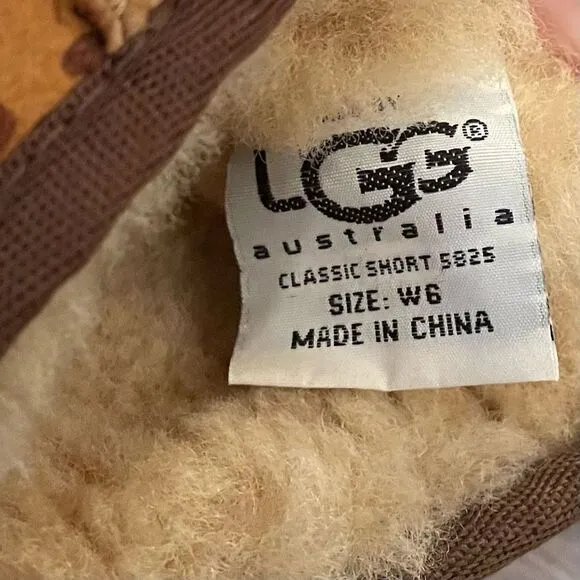 UGG®
australia
CLASSIC SHORT 5825
SIZE: W6
MADE IN CHINA